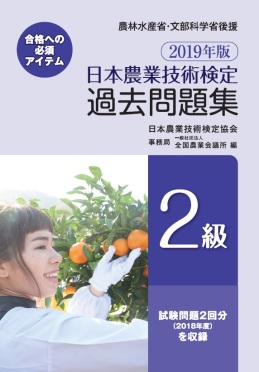 農林水産省・文部科学省後援
合格への
必須
アイテム
2019年版
日本農業技術検定
過去問題集
日本農業技術検定協会
事務局 一般社団法人 全国農業会議所 編
2級
試験問題2回分
(2018年度)
を収録